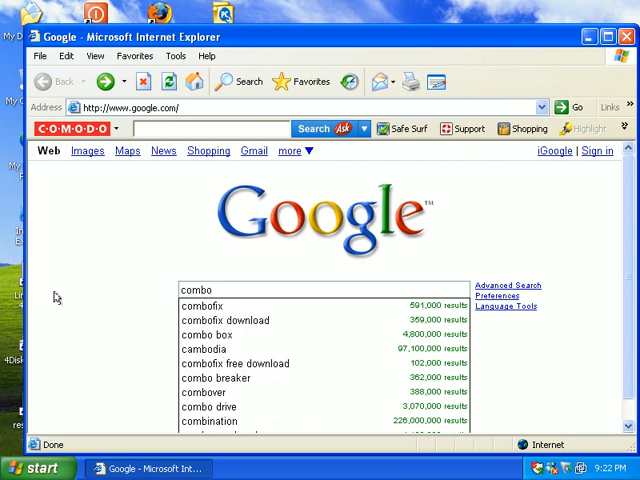 My D
Google - Microsoft Internet Explorer
File Edit View Favorites Tools Help
Back Search Favorites
Address http://www.google.com/ Go Links
COMODO Search Ask Safe Surf Support Shopping Highlight
Web Images Maps News Shopping Gmail more ▼ iGoogle | Sign in
Google™
combo
Advanced Search
Preferences
Language Tools
combofix 591,000 results
combofix download 359,000 results
combo box 4,800,000 results
cambodia 97,100,000 results
combofix free download 102,000 results
combo breaker 362,000 results
combover 388,000 results
combo drive 3,070,000 results
combination 226,000,000 results
4Disk
res
Done Internet
start Google - Microsoft Int... 9:22 PM